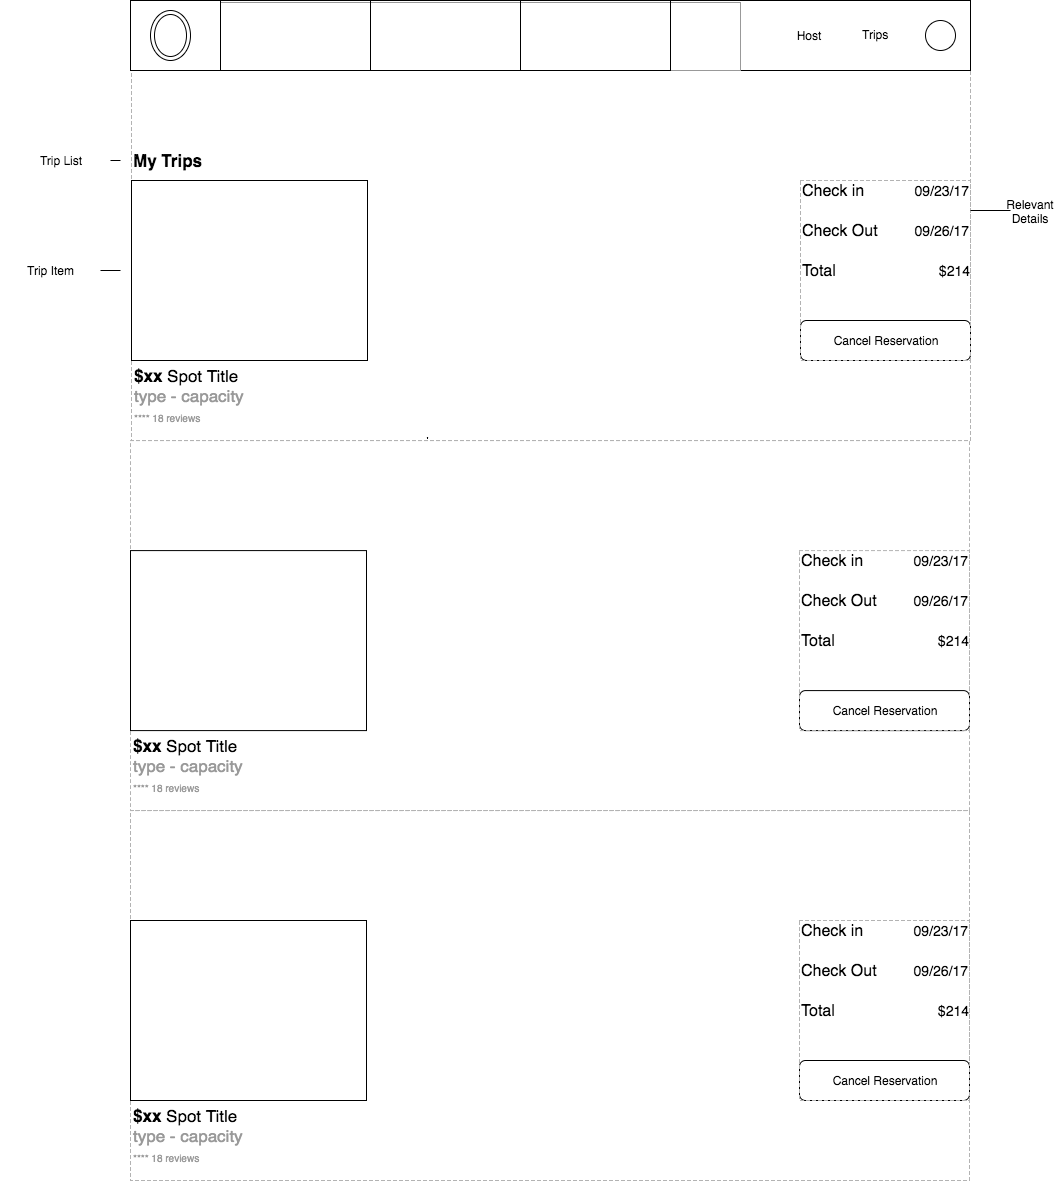 Host
Trips
Trip List
My Trips
Check in
09/23/17
Relevant
Details
Check Out
09/26/17
Trip Item
Total
$214
Cancel Reservation
$xx Spot Title
type - capacity
**** 18 reviews
Check in
09/23/17
Check Out
09/26/17
Total
$214
Cancel Reservation
$xx Spot Title
type - capacity
**** 18 reviews
Check in
09/23/17
Check Out
09/26/17
Total
$214
Cancel Reservation
$xx Spot Title
type - capacity
**** 18 reviews